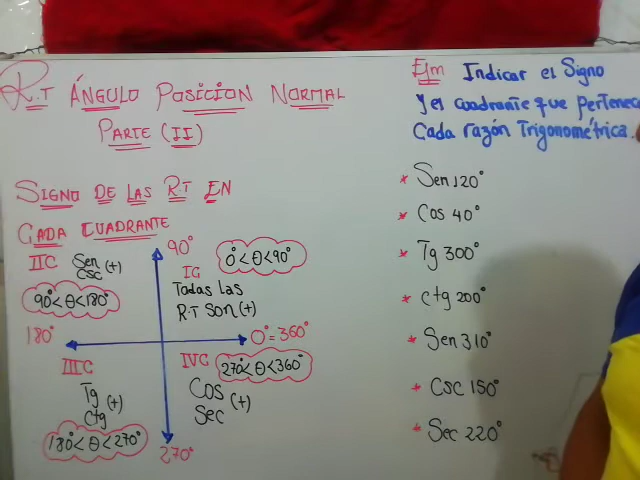 R.T ÁNGULO POSICION NORMAL
PARTE (II)
SIGNO DE LAS R.T EN
CADA CUADRANTE
90°
IIC Sen (+)
CSC
90° < θ < 180°
IC 0° < θ < 90°
Todas las
R.T SON (+)
180°
0° = 360°
IIIC
Tg (+)
Ctg
180° < θ < 270°
IVC 270° < θ < 360°
COS (+)
Sec
270°
Ejm Indicar el Signo
y el cuadrante que pertenece
Cada razón Trigonométrica.
* Sen 120°
* Cos 40°
* Tg 300°
* Ctg 200°
* Sen 310°
* CSC 150°
* Sec 220°